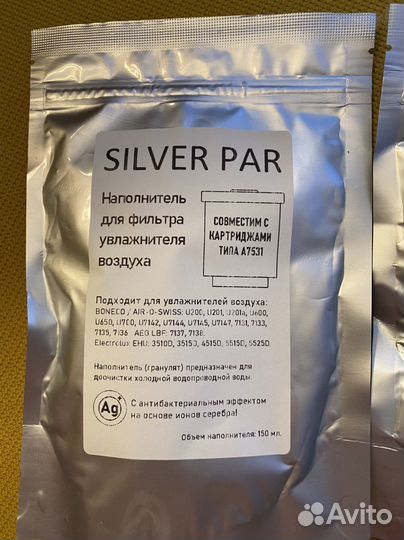 SILVER PAR
Наполнитель
для фильтра
увлажнителя
воздуха
СОВМЕСТИМ С
КАРТРИДЖАМИ
ТИПА A7531
Подходит для увлажнителей воздуха:
BONECO / AIR-O-SWISS: U200, U201, U201a, U600,
U650, U700, U7142, U7144, U7145, U7147, 7131, 7133,
7135, 7136 AEG LBF: 7137, 7138.
Electrolux EHU: 3510D, 3515D, 4515D, 5515D, 5525D
Наполнитель (гранулят) предназначен для
доочистки холодной водопроводной воды.
Ag+
С антибактериальным эффектом
на основе ионов серебра!
Объем наполнителя: 150 мл.
Avito